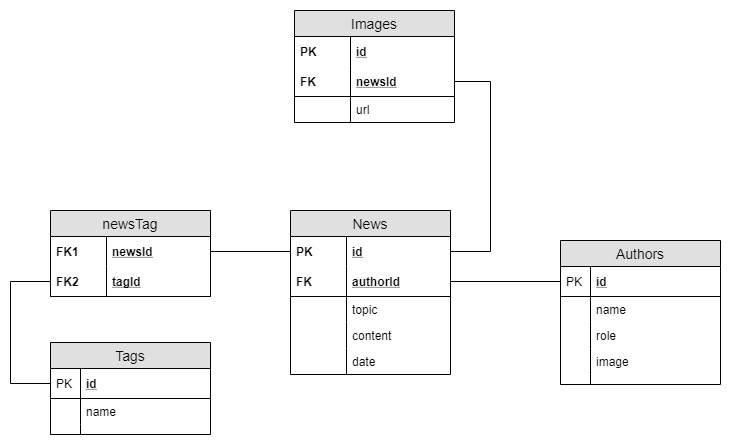 Images
PK id
FK newsId
url
newsTag
FK1 newsId
FK2 tagId
News
PK id
FK authorId
topic
content
date
Authors
PK id
name
role
image
Tags
PK id
name